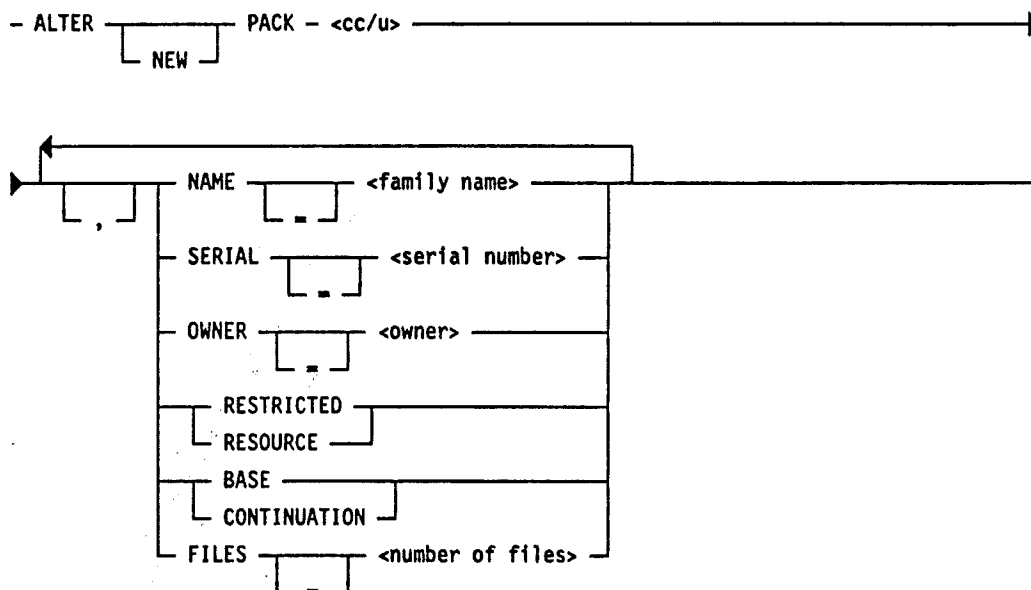 ALTER PACK - <cc/u>
NEW
NAME <family name>
, =
SERIAL <serial number>
=
OWNER <owner>
=
RESTRICTED
RESOURCE
BASE
CONTINUATION
FILES <number of files>
=